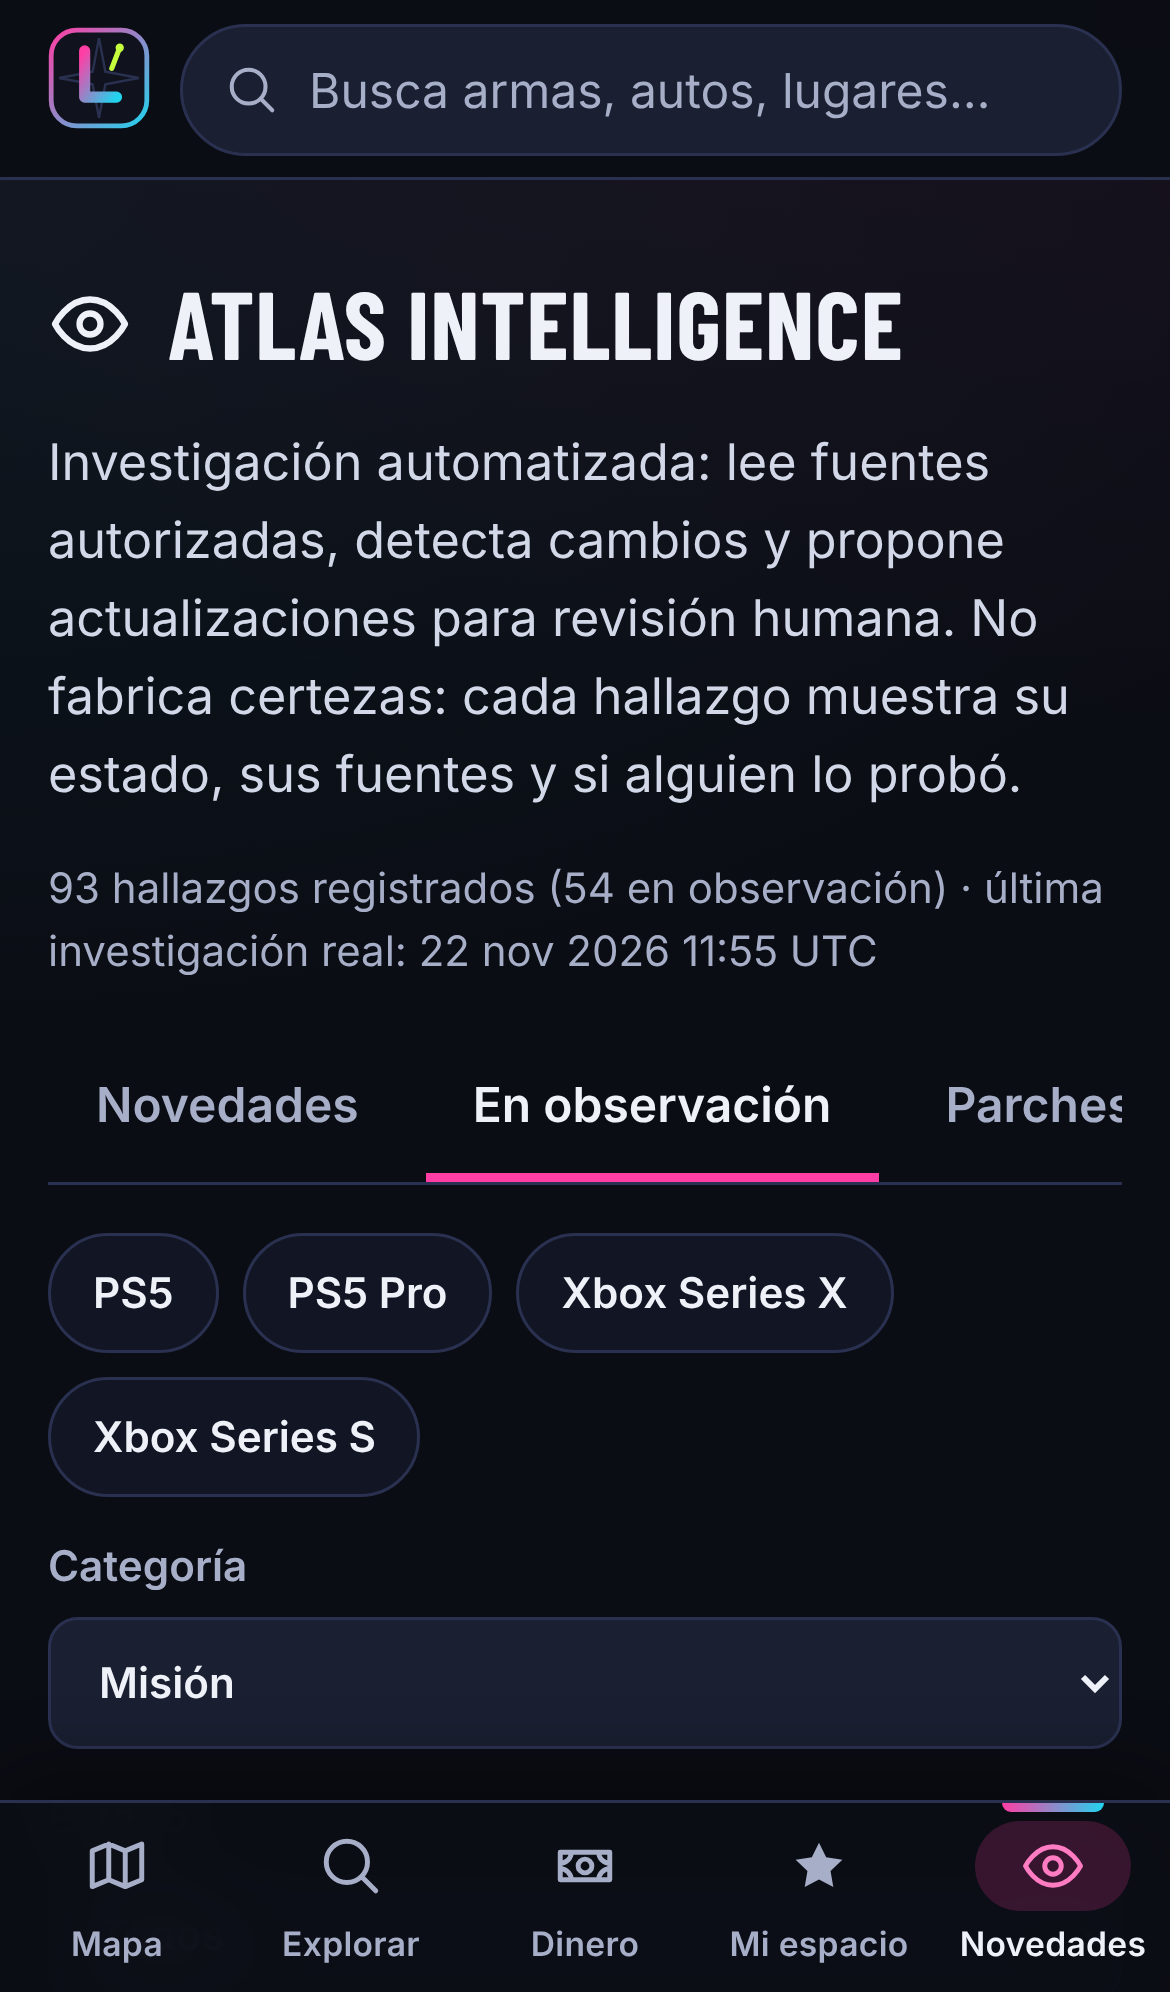 Busca armas, autos, lugares...
ATLAS INTELLIGENCE
Investigación automatizada: lee fuentes
autorizadas, detecta cambios y propone
actualizaciones para revisión humana. No
fabrica certezas: cada hallazgo muestra su
estado, sus fuentes y si alguien lo probó.
93 hallazgos registrados (54 en observación) · última
investigación real: 22 nov 2026 11:55 UTC
Novedades En observación Parches
PS5 PS5 Pro Xbox Series X
Xbox Series S
Categoría
Misión
Mapa Explorar Dinero Mi espacio Novedades